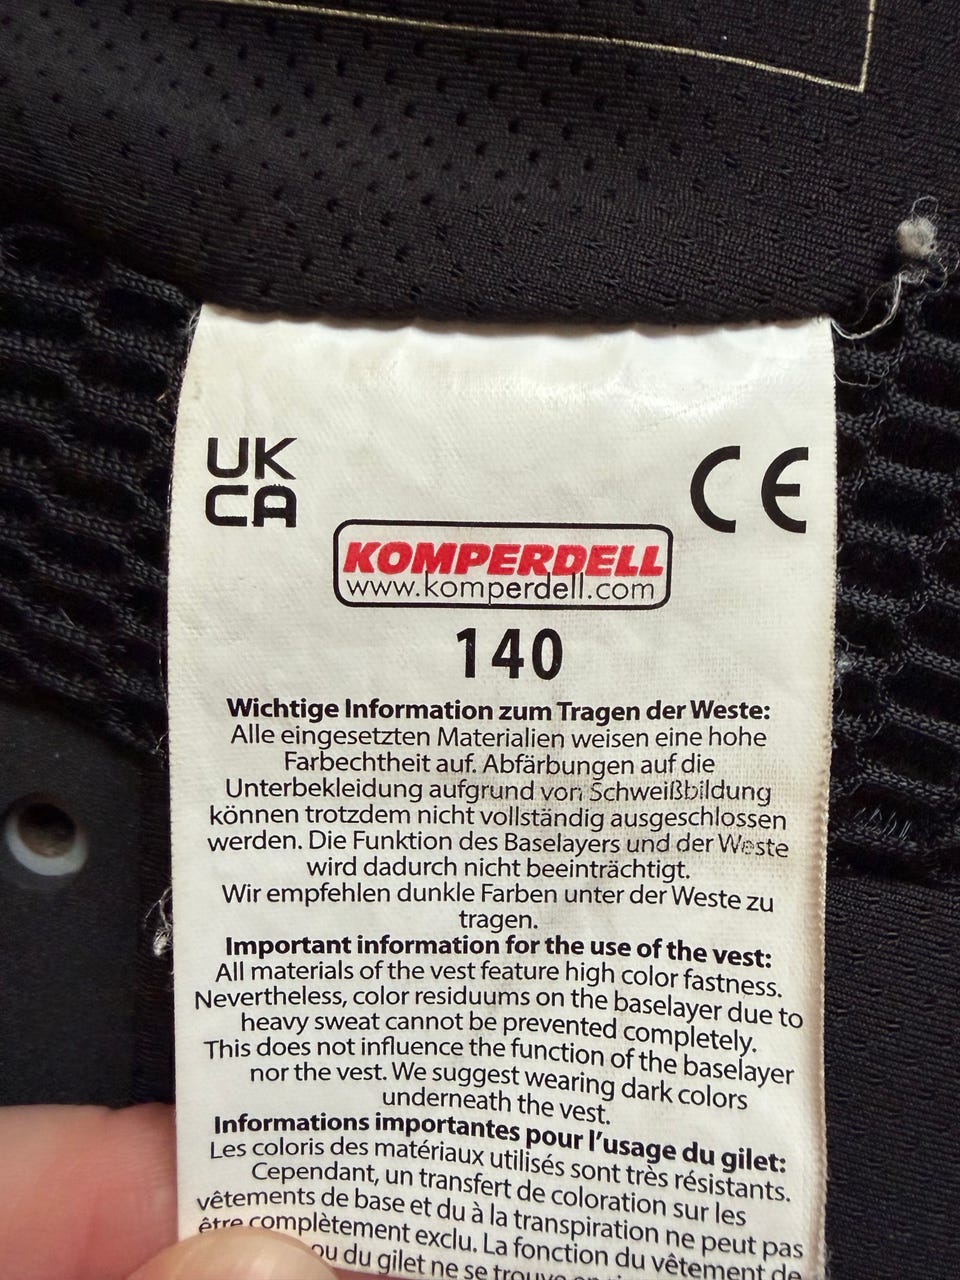 UK
CA
CE
KOMPERDELL
www.komperdell.com
140
Wichtige Information zum Tragen der Weste:
Alle eingesetzten Materialien weisen eine hohe
Farbechtheit auf. Abfärbungen auf die
Unterbekleidung aufgrund von Schweißbildung
können trotzdem nicht vollständig ausgeschlossen
werden. Die Funktion des Baselayers und der Weste
wird dadurch nicht beeinträchtigt.
Wir empfehlen dunkle Farben unter der Weste zu
tragen.
Important information for the use of the vest:
All materials of the vest feature high color fastness.
Nevertheless, color residuums on the baselayer due to
heavy sweat cannot be prevented completely.
This does not influence the function of the baselayer
nor the vest. We suggest wearing dark colors
underneath the vest.
Informations importantes pour l'usage du gilet:
Les coloris des matériaux utilisés sont très résistants.
Cependant, un transfert de coloration sur les
vêtements de base et du à la transpiration ne peut pas
être complètement exclu. La fonction du vêtement de
ou du gilet ne se